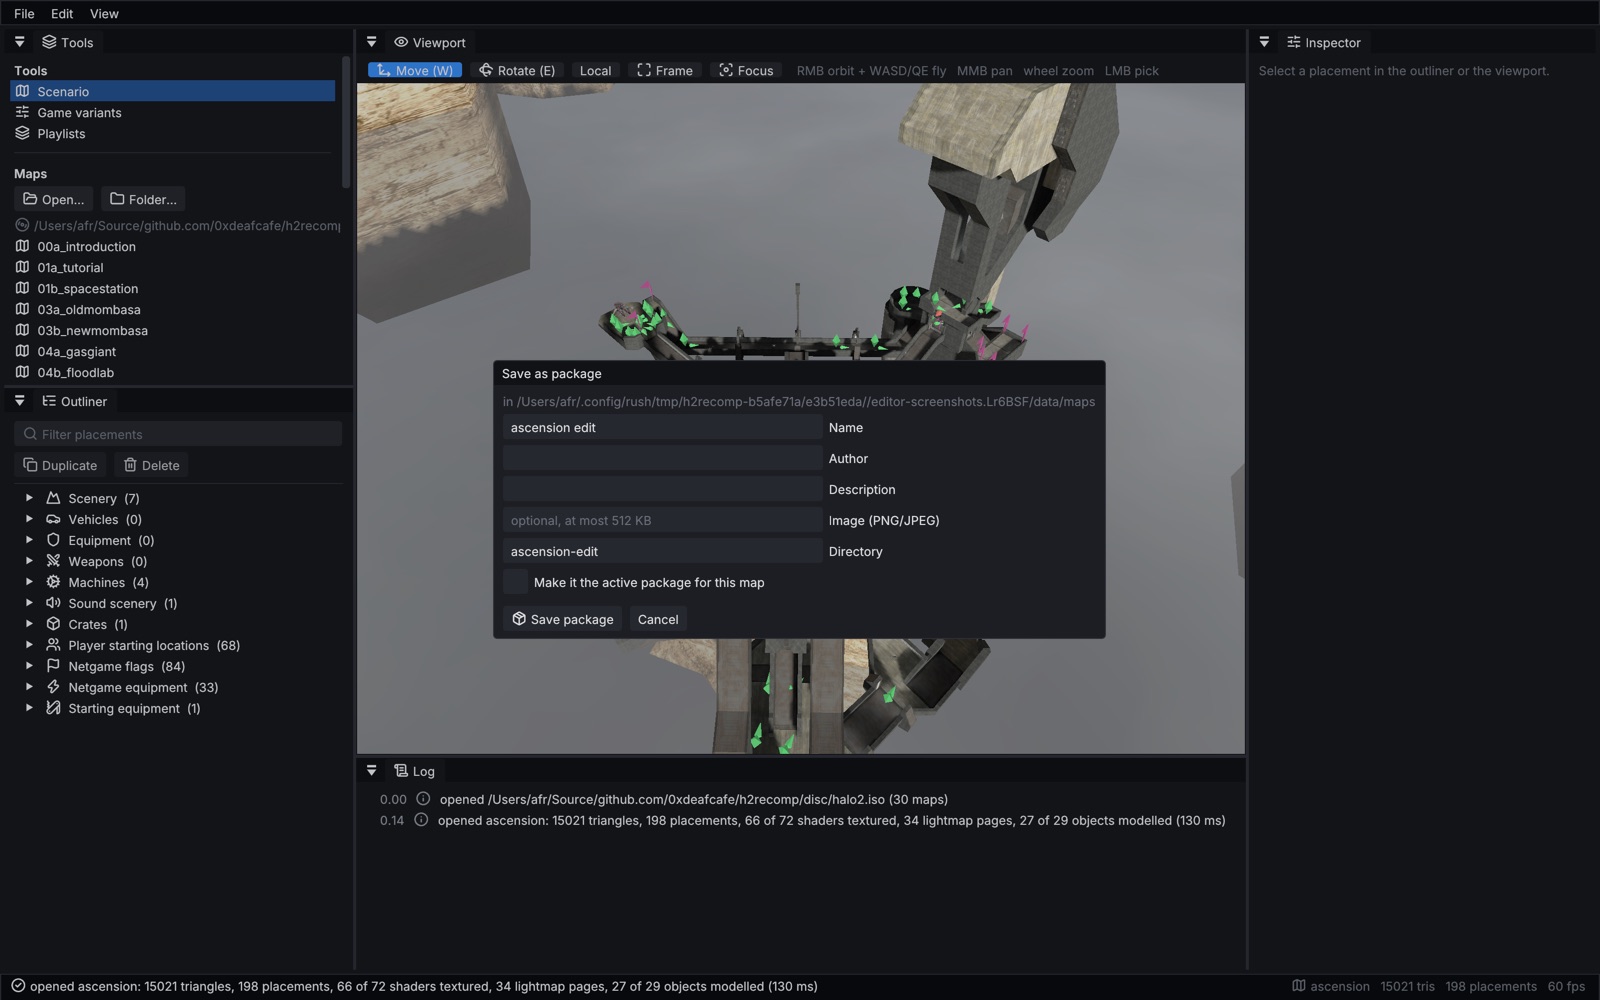 File Edit View
Tools
Tools
Scenario
Game variants
Playlists
Maps
Open... Folder...
/Users/afr/Source/github.com/0xdeafcafe/h2recomp
00a_introduction
01a_tutorial
01b_spacestation
03a_oldmombasa
03b_newmombasa
04a_gasgiant
04b_floodlab
Outliner
Filter placements
Duplicate Delete
Scenery (7)
Vehicles (0)
Equipment (0)
Weapons (0)
Machines (4)
Sound scenery (1)
Crates (1)
Player starting locations (68)
Netgame flags (84)
Netgame equipment (33)
Starting equipment (1)
Viewport
Move (W) Rotate (E) Local Frame Focus RMB orbit + WASD/QE fly MMB pan wheel zoom LMB pick
Save as package
in /Users/afr/.config/rush/tmp/h2recomp-b5afe71a/e3b51eda//editor-screenshots.Lr6BSF/data/maps
ascension edit Name
Author
Description
optional, at most 512 KB Image (PNG/JPEG)
ascension-edit Directory
Make it the active package for this map
Save package Cancel
Log
0.00 opened /Users/afr/Source/github.com/0xdeafcafe/h2recomp/disc/halo2.iso (30 maps)
0.14 opened ascension: 15021 triangles, 198 placements, 66 of 72 shaders textured, 34 lightmap pages, 27 of 29 objects modelled (130 ms)
Inspector
Select a placement in the outliner or the viewport.
opened ascension: 15021 triangles, 198 placements, 66 of 72 shaders textured, 34 lightmap pages, 27 of 29 objects modelled (130 ms)
ascension 15021 tris 198 placements 60 fps